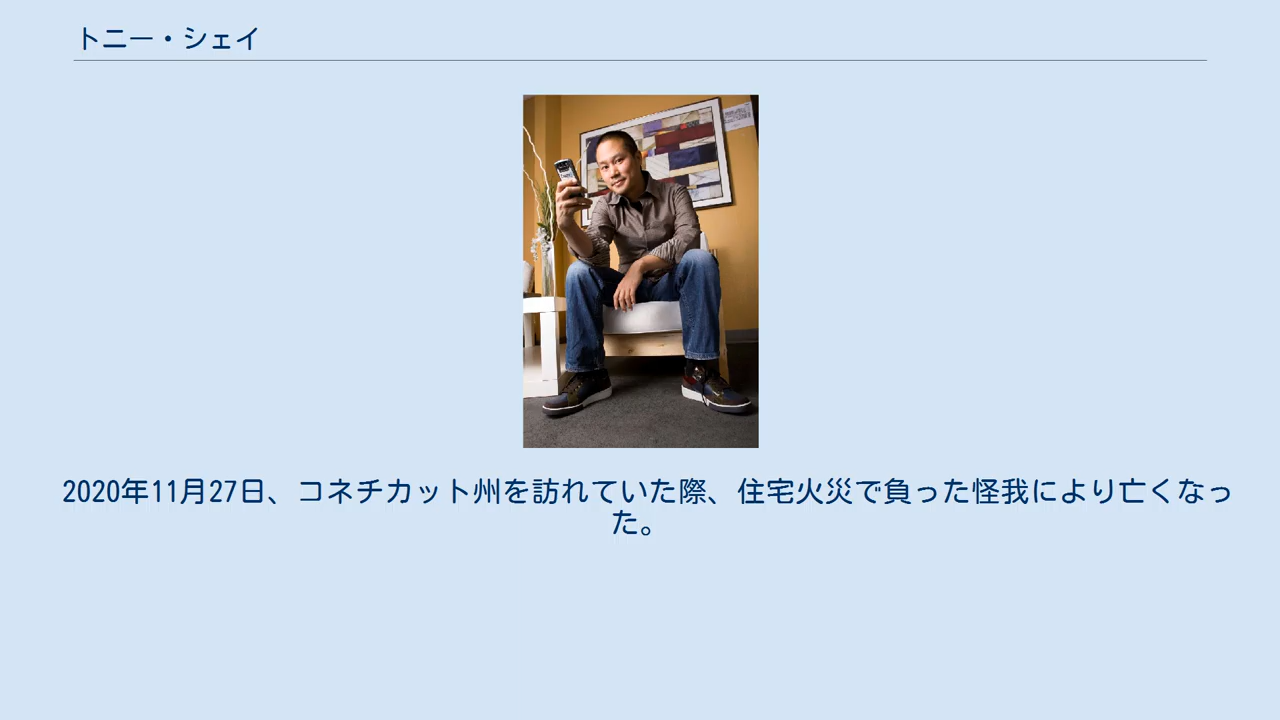 トニー・シェイ
2020年11月27日、コネチカット州を訪れていた際、住宅火災で負った怪我により亡くなっ
た。